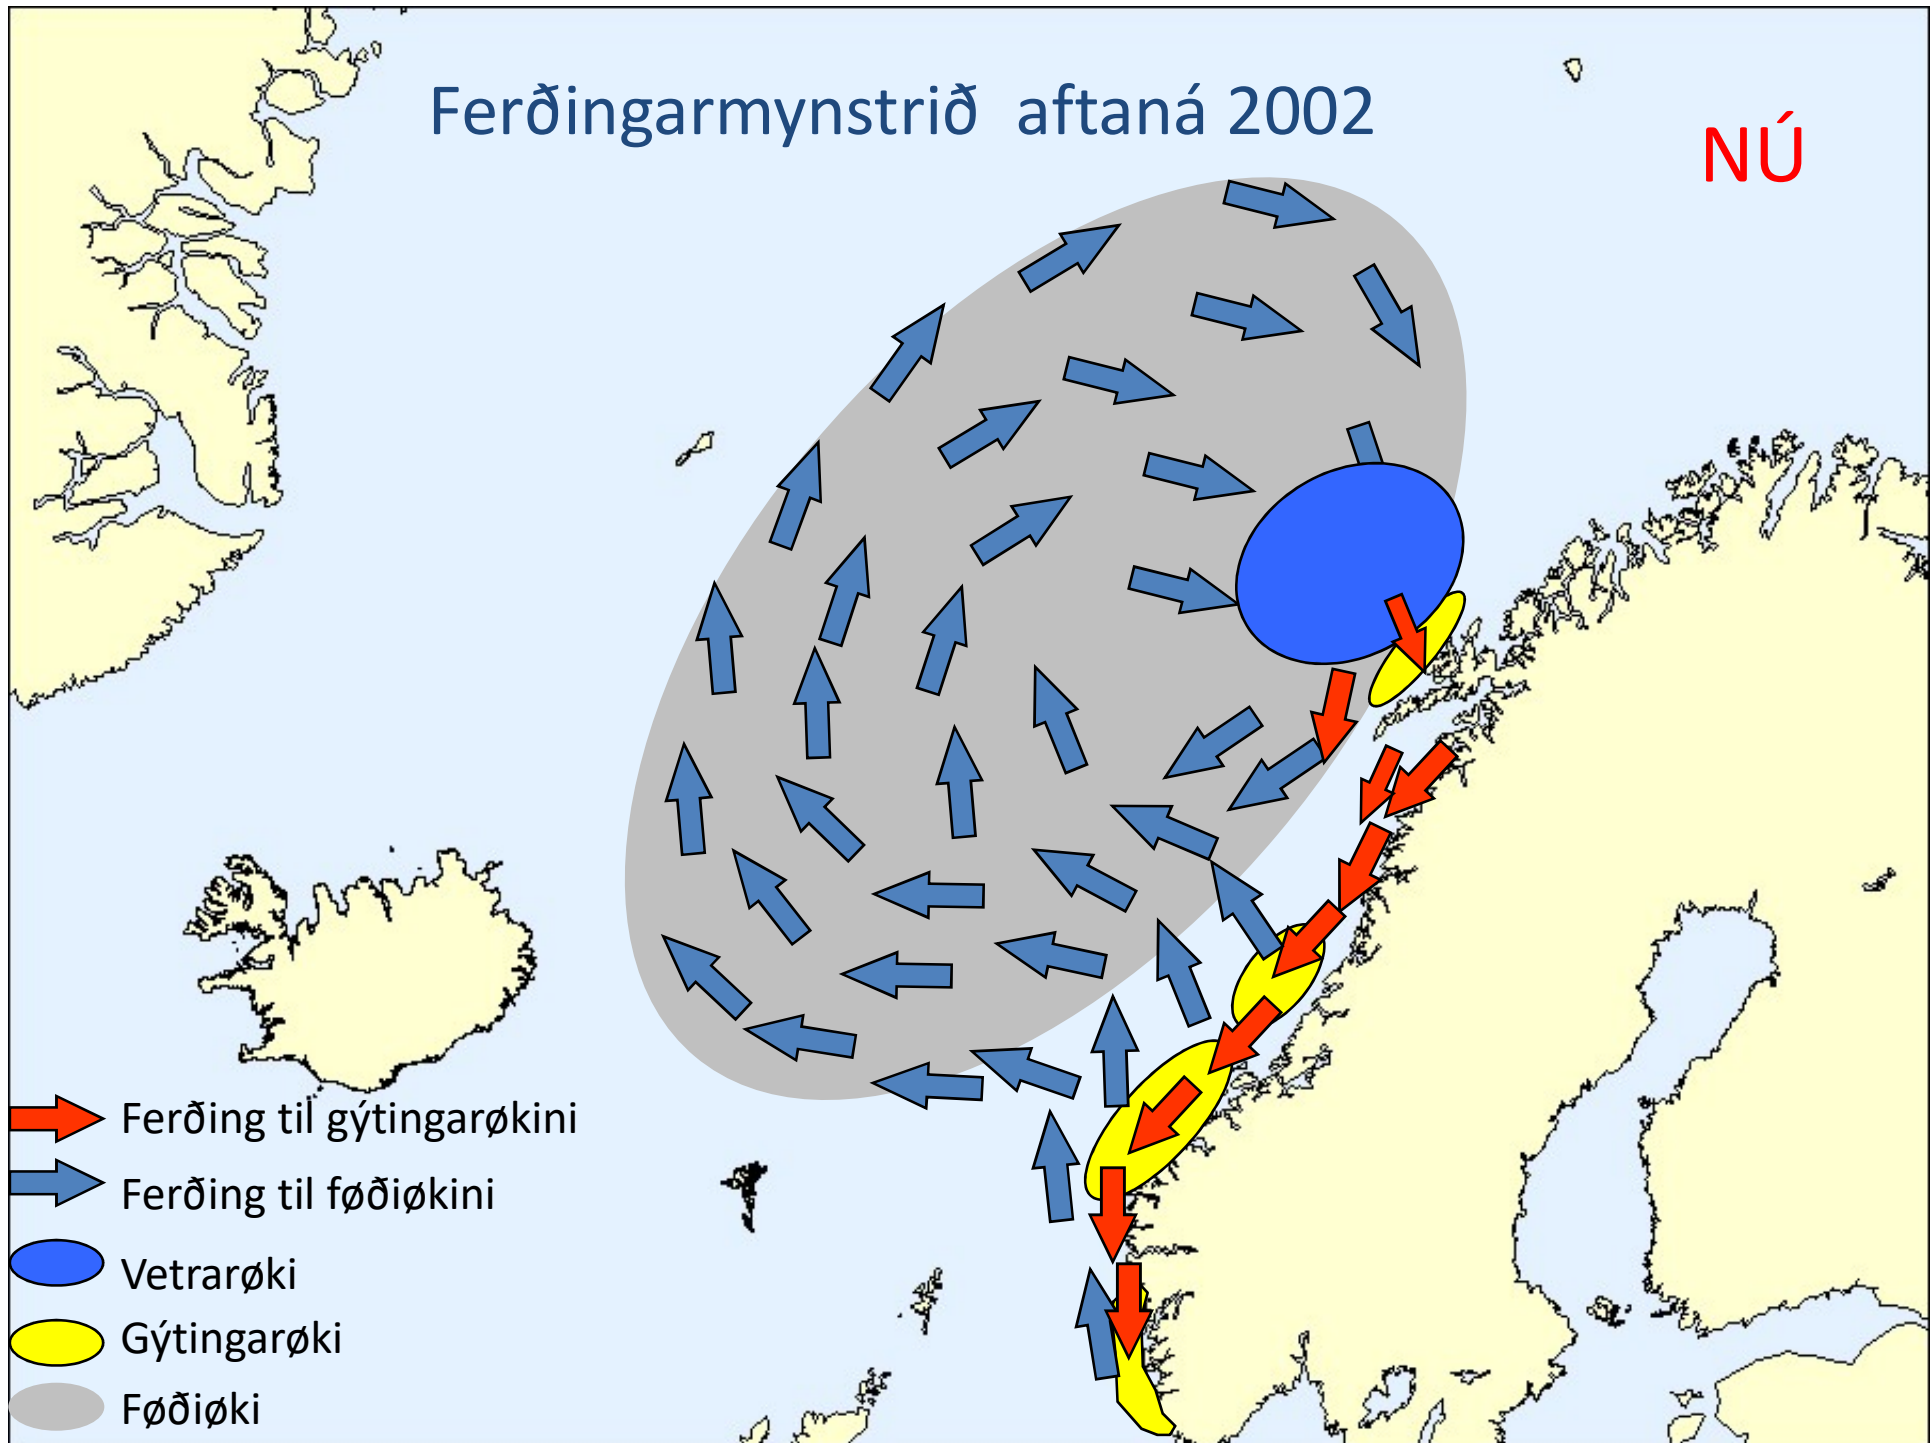 Ferðingarmynstrið aftaná 2002
NÚ
Ferðing til gýtingarøkini
Ferðing til føðiøkini
Vetrarøki
Gýtingarøki
Føðiøki